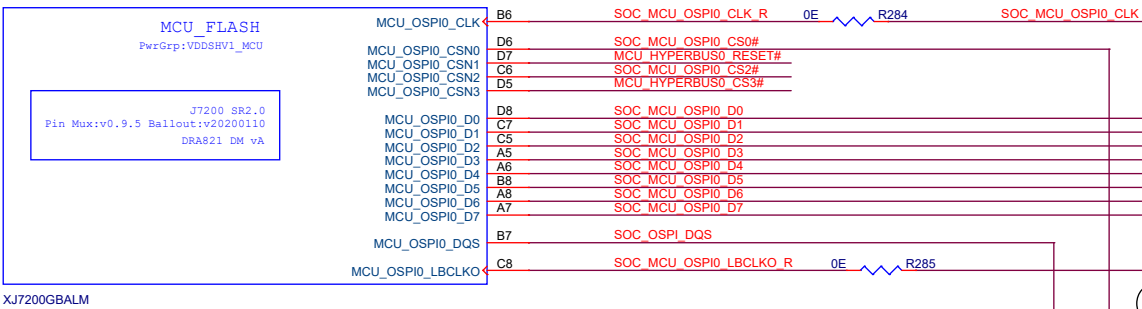 MCU_FLASH
PwrGrp:VDDSHV1_MCU
J7200 SR2.0
Pin Mux:v0.9.5 Ballout:v20200110
DRA821 DM vA
MCU_OSPI0_CLK B6 SOC_MCU_OSPI0_CLK_R 0E R284 SOC_MCU_OSPI0_CLK
MCU_OSPI0_CSN0 D6 SOC_MCU_OSPI0_CS0#
MCU_OSPI0_CSN1 D7 MCU_HYPERBUS0_RESET#
MCU_OSPI0_CSN2 C6 SOC_MCU_OSPI0_CS2#
MCU_OSPI0_CSN3 D5 MCU_HYPERBUS0_CS3#
MCU_OSPI0_D0 D8 SOC_MCU_OSPI0_D0
MCU_OSPI0_D1 C7 SOC_MCU_OSPI0_D1
MCU_OSPI0_D2 C5 SOC_MCU_OSPI0_D2
MCU_OSPI0_D3 A5 SOC_MCU_OSPI0_D3
MCU_OSPI0_D4 A6 SOC_MCU_OSPI0_D4
MCU_OSPI0_D5 B8 SOC_MCU_OSPI0_D5
MCU_OSPI0_D6 A8 SOC_MCU_OSPI0_D6
MCU_OSPI0_D7 A7 SOC_MCU_OSPI0_D7
MCU_OSPI0_DQS B7 SOC_OSPI_DQS
MCU_OSPI0_LBCLKO C8 SOC_MCU_OSPI0_LBCLKO_R 0E R285
XJ7200GBALM